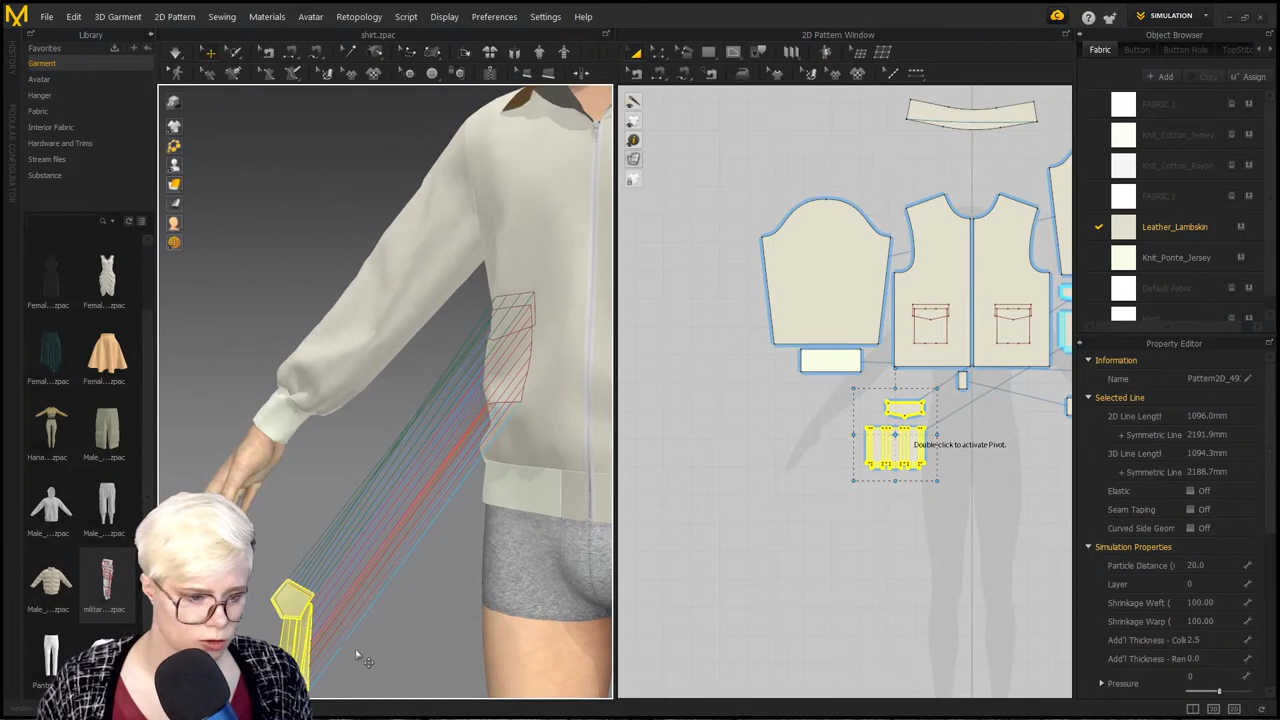 File Edit 3D Garment 2D Pattern Sewing Materials Avatar Retopology Script Display Preferences Settings Help
SIMULATION
Library
shirt.zpac
2D Pattern Window
Object Browser
HISTORY
MODULAR CONFIGURATOR
Favorites
Garment
Avatar
Hanger
Fabric
Interior Fabric
Hardware and Trims
Stream files
Substance
Femal...zpac Femal...zpac
Femal...zpac Femal...zpac
Hana...zpac Male_...zpac
Male_...zpac Male_...zpac
Male_...zpac militar...zpac
Double-click to activate Pivot.
Fabric Button Button Hole TopStitc
+ Add Copy Assign
FABRIC 1
Knit_Cotton_Jersey
Knit_Cotton_Rayon
FABRIC 1
Leather_Lambskin
Knit_Ponte_Jersey
Default Fabric
Property Editor
Information
Name Pattern2D_49
Selected Line
2D Line Lengtl 1096.0mm
+ Symmetric Line 2191.9mm
3D Line Lengtl 1094.3mm
+ Symmetric Line 2188.7mm
Elastic Off
Seam Taping Off
Curved Side Geor Off
Simulation Properties
Particle Distance (r 20.0
Layer 0
Shrinkage Weft ( 100.00
Shrinkage Warp ( 100.00
Add'l Thickness - Coll 2.5
Add'l Thickness - Ren 0.0
Pressure 0